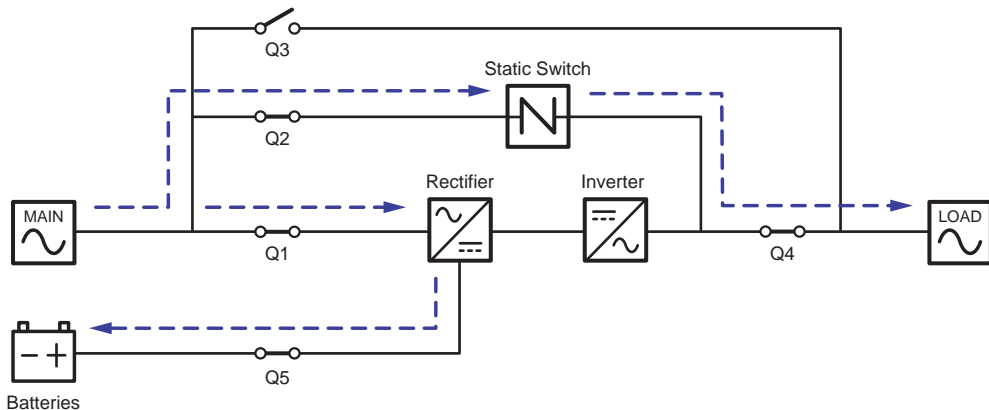 Q3
Static Switch
Q2
Rectifier
Inverter
MAIN
LOAD
Q1
Q4
Q5
Batteries